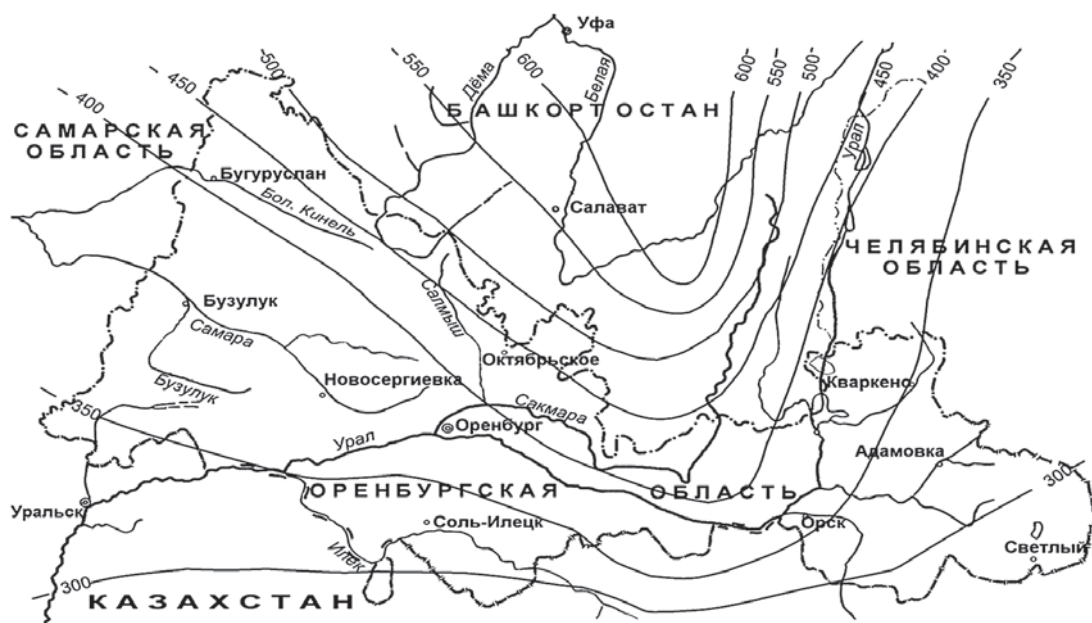 Уфа
400
450
500
550
600
Дёма
Белая
600
550
500
450
400
350
БАШКОРТОСТАН
САМАРСКАЯ
ОБЛАСТЬ
Урал
Бугуруслан
Бол. Кинель
Салават
ЧЕЛЯБИНСКАЯ
ОБЛАСТЬ
Бузулук
Самара
Салмыш
Октябрьское
Новосергиевка
Бузулук
Кваркено
350
Сакмара
Оренбург
Урал
Адамовка
300
ОРЕНБУРГСКАЯ ОБЛАСТЬ
Уральск
Соль-Илецк
Орск
Илек
Светлый
300
КАЗАХСТАН